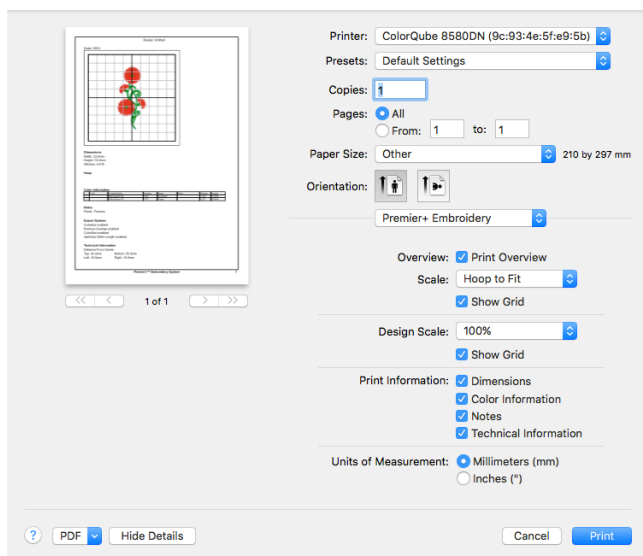 Printer: ColorQube 8580DN (9c:93:4e:5f:e9:5b)
Presets: Default Settings
Copies: 1
Pages: All
From: 1 to: 1
Paper Size: Other 210 by 297 mm
Orientation:
Premier+ Embroidery
Overview: Print Overview
Scale: Hoop to Fit
Show Grid
Design Scale: 100%
Show Grid
Print Information: Dimensions
Color Information
Notes
Technical Information
Units of Measurement: Millimeters (mm)
Inches (")
1 of 1
? PDF Hide Details Cancel Print